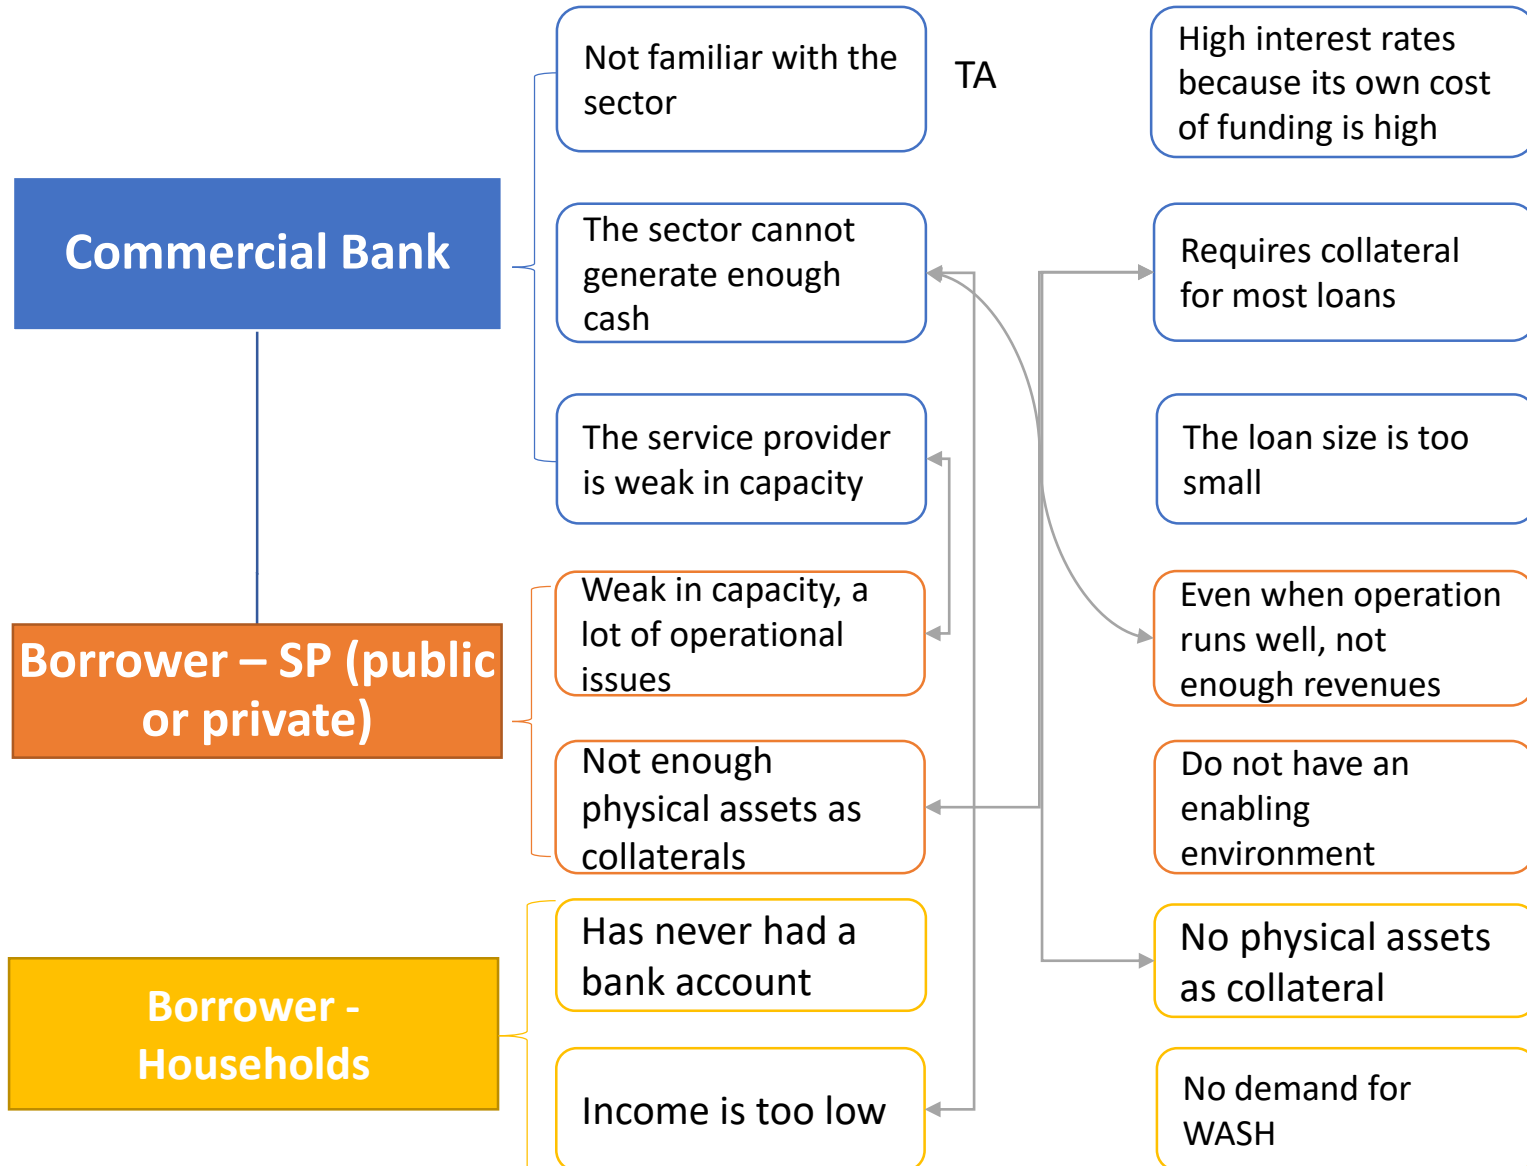 Not familiar with the
sector
TA
High interest rates
because its own cost
of funding is high
Commercial Bank
The sector cannot
generate enough
cash
Requires collateral
for most loans
The service provider
is weak in capacity
The loan size is too
small
Borrower – SP (public
or private)
Weak in capacity, a
lot of operational
issues
Even when operation
runs well, not
enough revenues
Not enough
physical assets as
collaterals
Do not have an
enabling
environment
Borrower -
Households
Has never had a
bank account
No physical assets
as collateral
Income is too low
No demand for
WASH